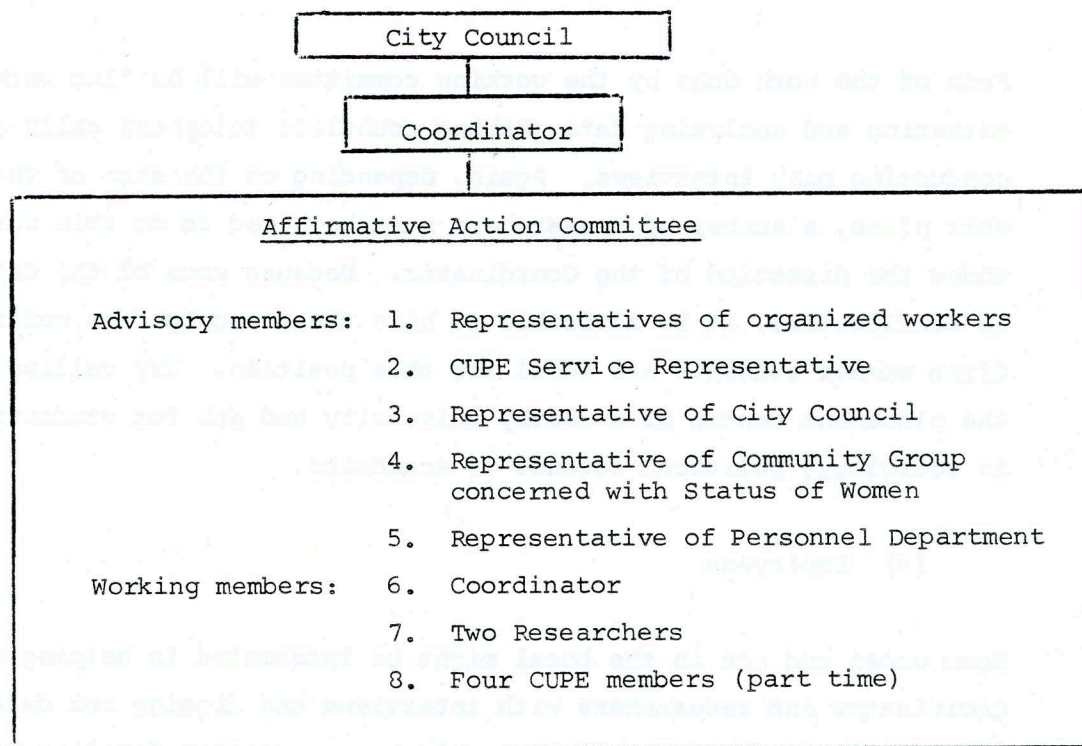 City Council
Coordinator
Affirmative Action Committee
Advisory members: 1. Representatives of organized workers
2. CUPE Service Representative
3. Representative of City Council
4. Representative of Community Group
concerned with Status of Women
5. Representative of Personnel Department
Working members: 6. Coordinator
7. Two Researchers
8. Four CUPE members (part time)